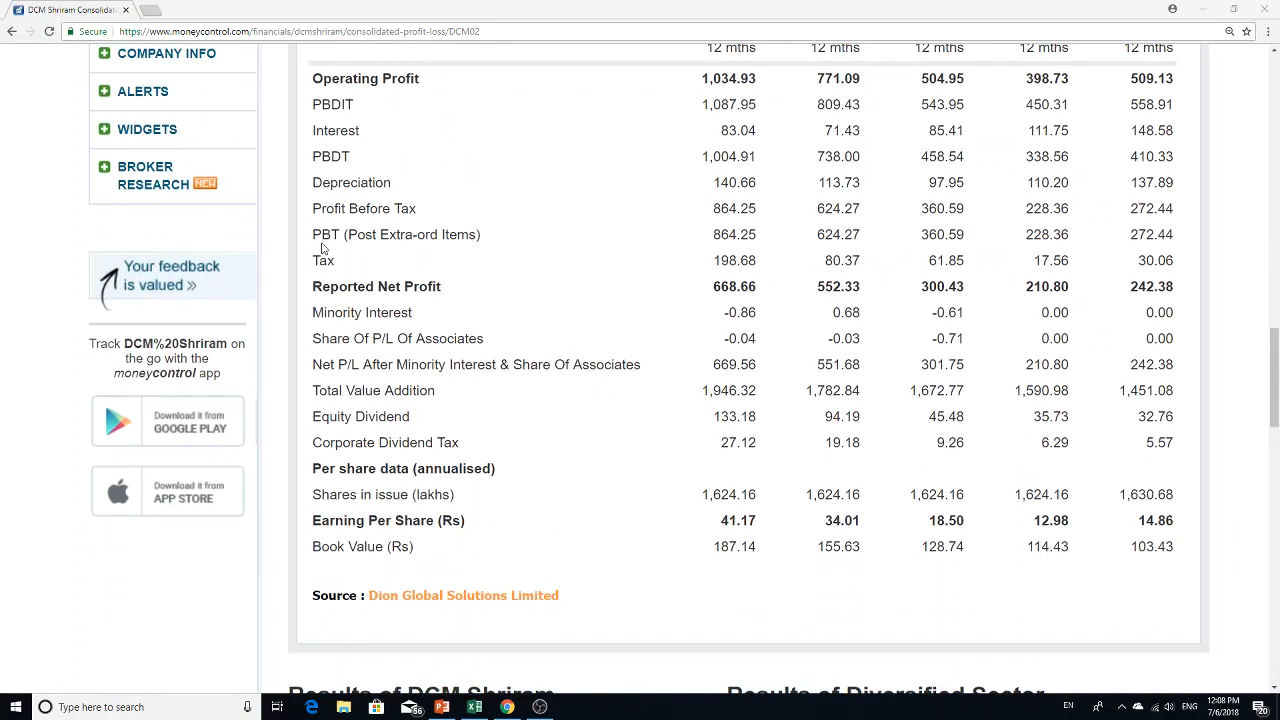 DCM Shriram Consolidat
Secure https://www.moneycontrol.com/financials/dcmshriram/consolidated-profit-loss/DCM02
COMPANY INFO
ALERTS
WIDGETS
BROKER
RESEARCH NEW
Your feedback
is valued »
Track DCM%20Shriram on
the go with the
moneycontrol app
Download it from
GOOGLE PLAY
Download it from
APP STORE
12 mths 12 mths 12 mths 12 mths 12 mths
Operating Profit 1,034.93 771.09 504.95 398.73 509.13
PBDIT 1,087.95 809.43 543.95 450.31 558.91
Interest 83.04 71.43 85.41 111.75 148.58
PBDT 1,004.91 738.00 458.54 338.56 410.33
Depreciation 140.66 113.73 97.95 110.20 137.89
Profit Before Tax 864.25 624.27 360.59 228.36 272.44
PBT (Post Extra-ord Items) 864.25 624.27 360.59 228.36 272.44
Tax 198.68 80.37 61.85 17.56 30.06
Reported Net Profit 668.66 552.33 300.43 210.80 242.38
Minority Interest -0.86 0.68 -0.61 0.00 0.00
Share Of P/L Of Associates -0.04 -0.03 -0.71 0.00 0.00
Net P/L After Minority Interest & Share Of Associates 669.56 551.68 301.75 210.80 242.38
Total Value Addition 1,946.32 1,782.84 1,672.77 1,590.98 1,451.08
Equity Dividend 133.18 94.19 45.48 35.73 32.76
Corporate Dividend Tax 27.12 19.18 9.26 6.29 5.57
Per share data (annualised)
Shares in issue (lakhs) 1,624.16 1,624.16 1,624.16 1,624.16 1,630.68
Earning Per Share (Rs) 41.17 34.01 18.50 12.98 14.86
Book Value (Rs) 187.14 155.63 128.74 114.43 103.43
Source : Dion Global Solutions Limited
Results of DCM Shriram Results of Diversified Sector
Type here to search
56
EN
ENG
12:08 PM
7/6/2018
20